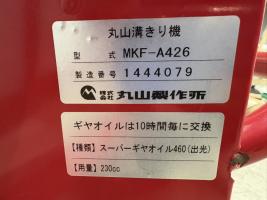 丸山溝きり機
型式 MKF-A426
製造番号 1444079
株式会社 丸山製作所
ギヤオイルは10時間毎に交換
【種類】スーパーギヤオイル460(出光)
【用量】230cc